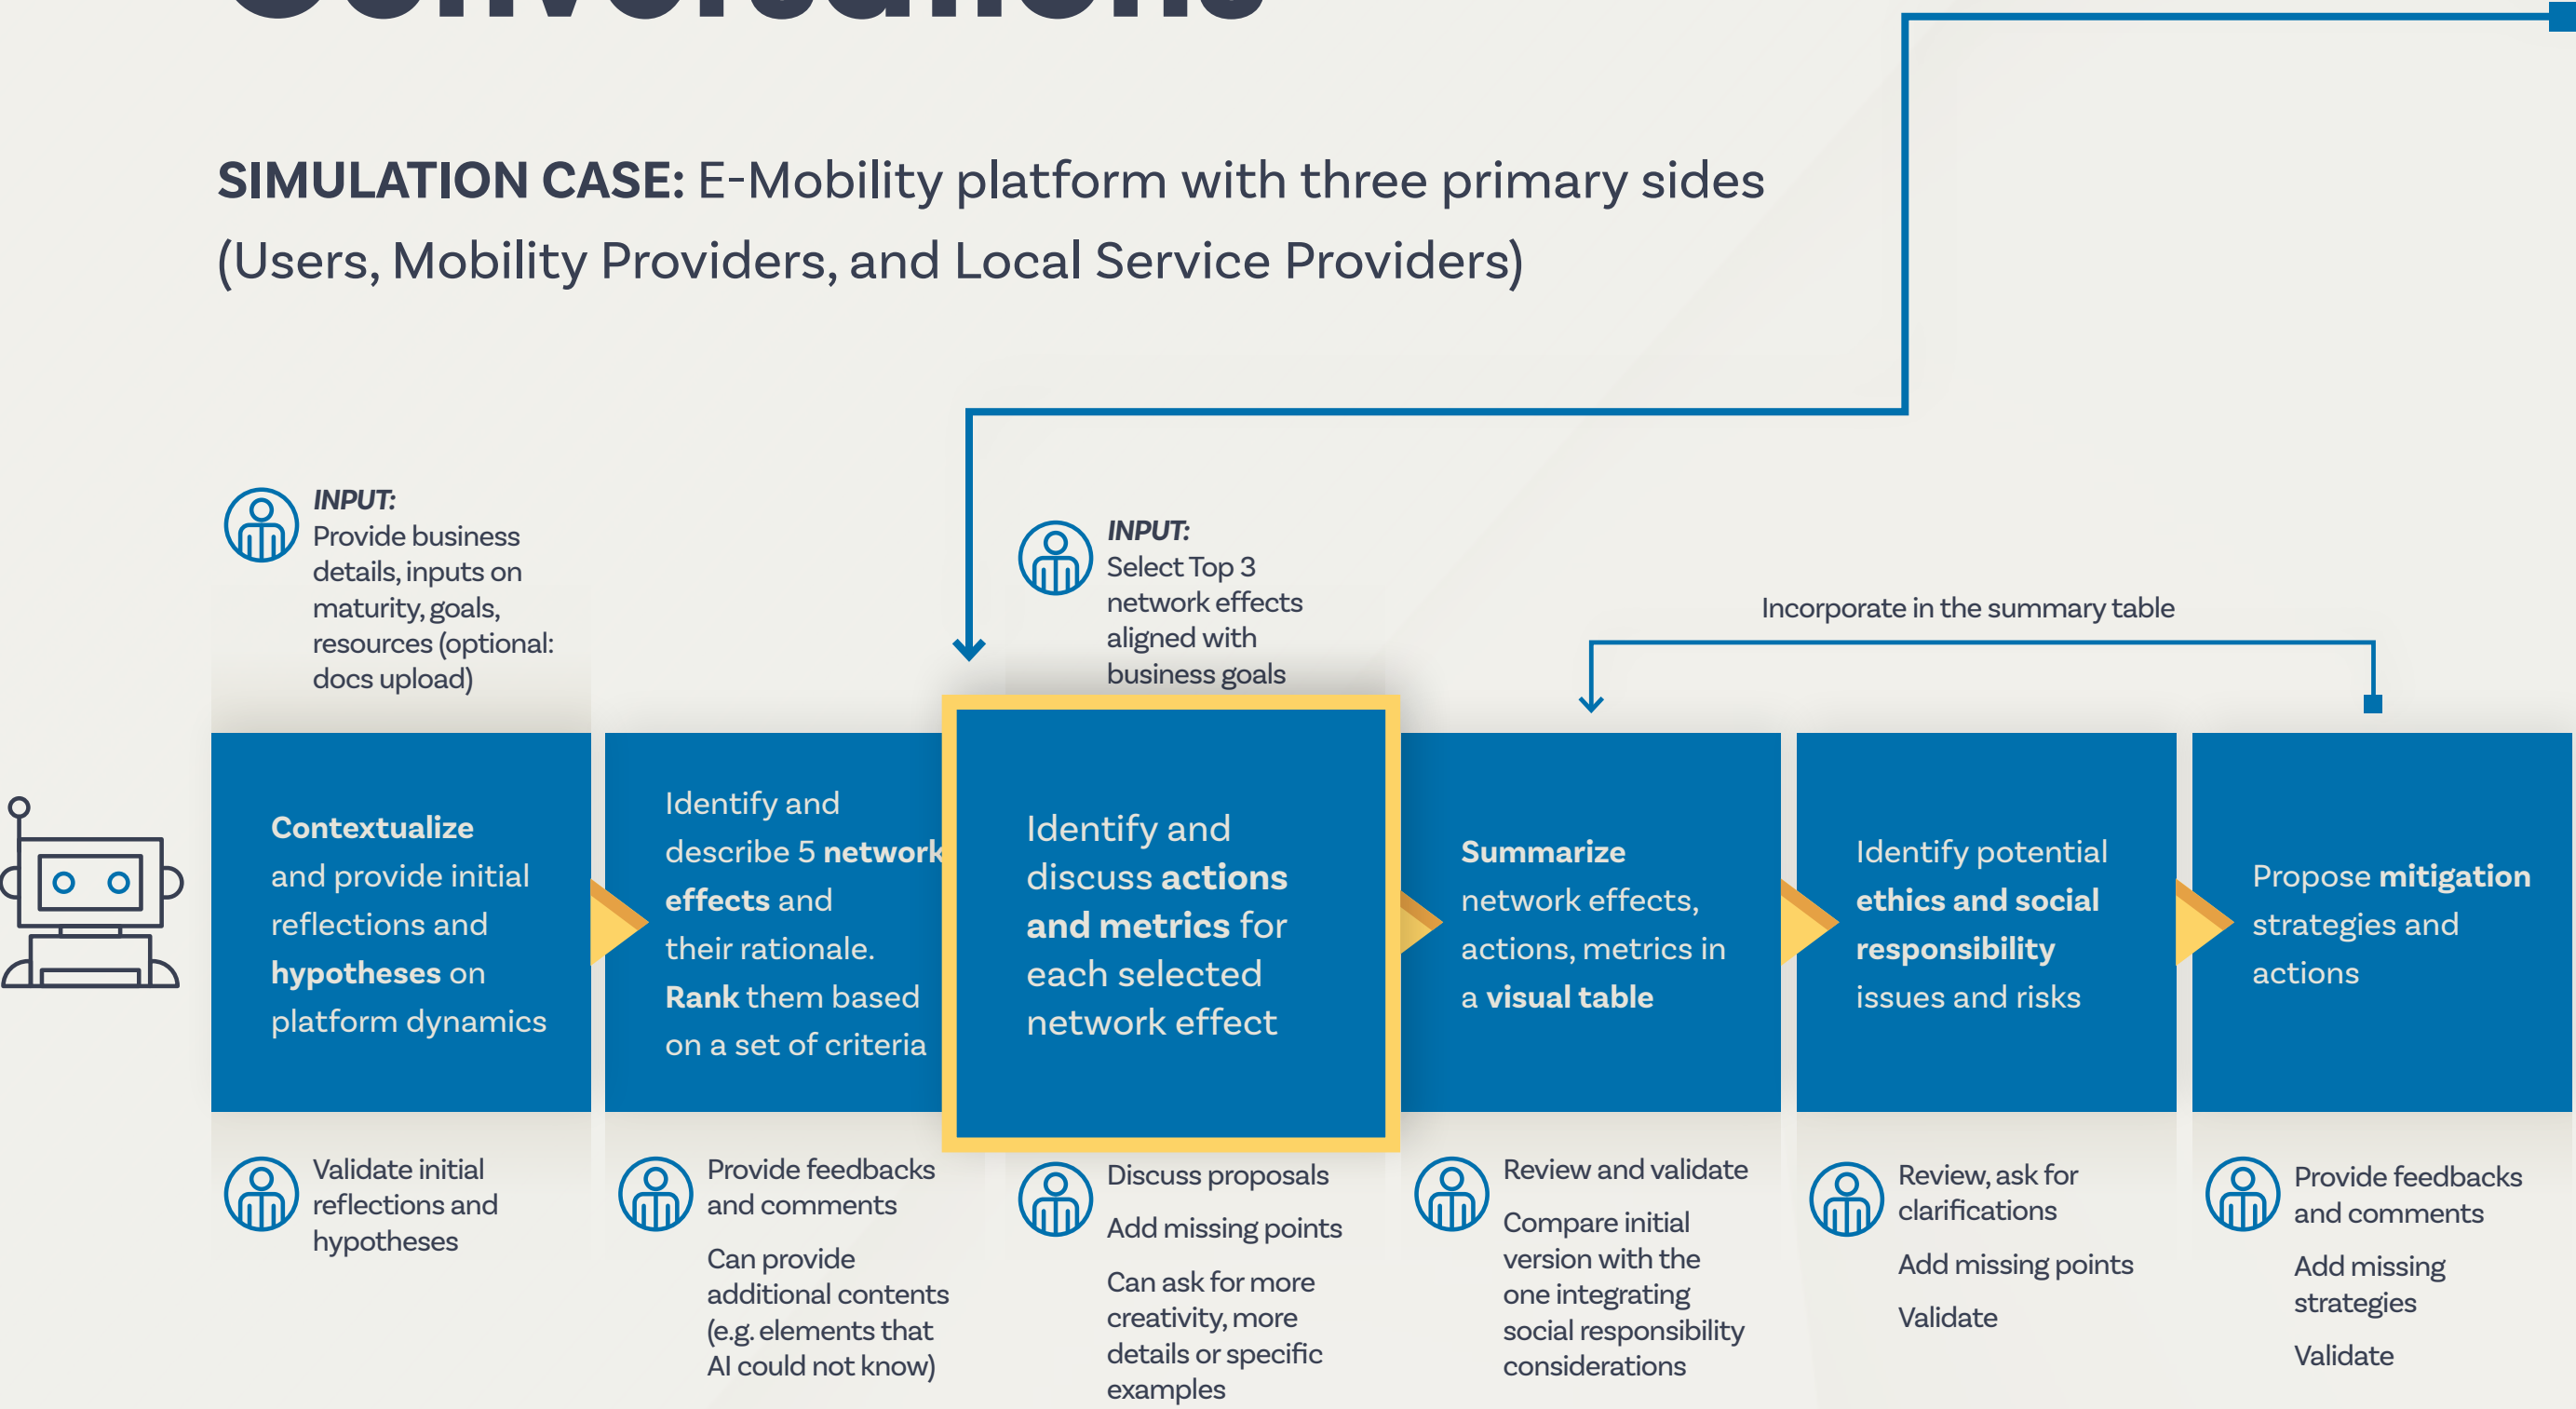 Conversations
SIMULATION CASE: E-Mobility platform with three primary sides
(Users, Mobility Providers, and Local Service Providers)
INPUT:
Provide business
details, inputs on
maturity, goals,
resources (optional:
docs upload)
INPUT:
Select Top 3
network effects
aligned with
business goals
Incorporate in the summary table
Contextualize
and provide initial
reflections and
hypotheses on
platform dynamics
Identify and
describe 5 network
effects and
their rationale.
Rank them based
on a set of criteria
Identify and
discuss actions
and metrics for
each selected
network effect
Summarize
network effects,
actions, metrics in
a visual table
Identify potential
ethics and social
responsibility
issues and risks
Propose mitigation
strategies and
actions
Validate initial
reflections and
hypotheses
Provide feedbacks
and comments
Can provide
additional contents
(e.g. elements that
AI could not know)
Discuss proposals
Add missing points
Can ask for more
creativity, more
details or specific
examples
Review and validate
Compare initial
version with the
one integrating
social responsibility
considerations
Review, ask for
clarifications
Add missing points
Validate
Provide feedbacks
and comments
Add missing
strategies
Validate